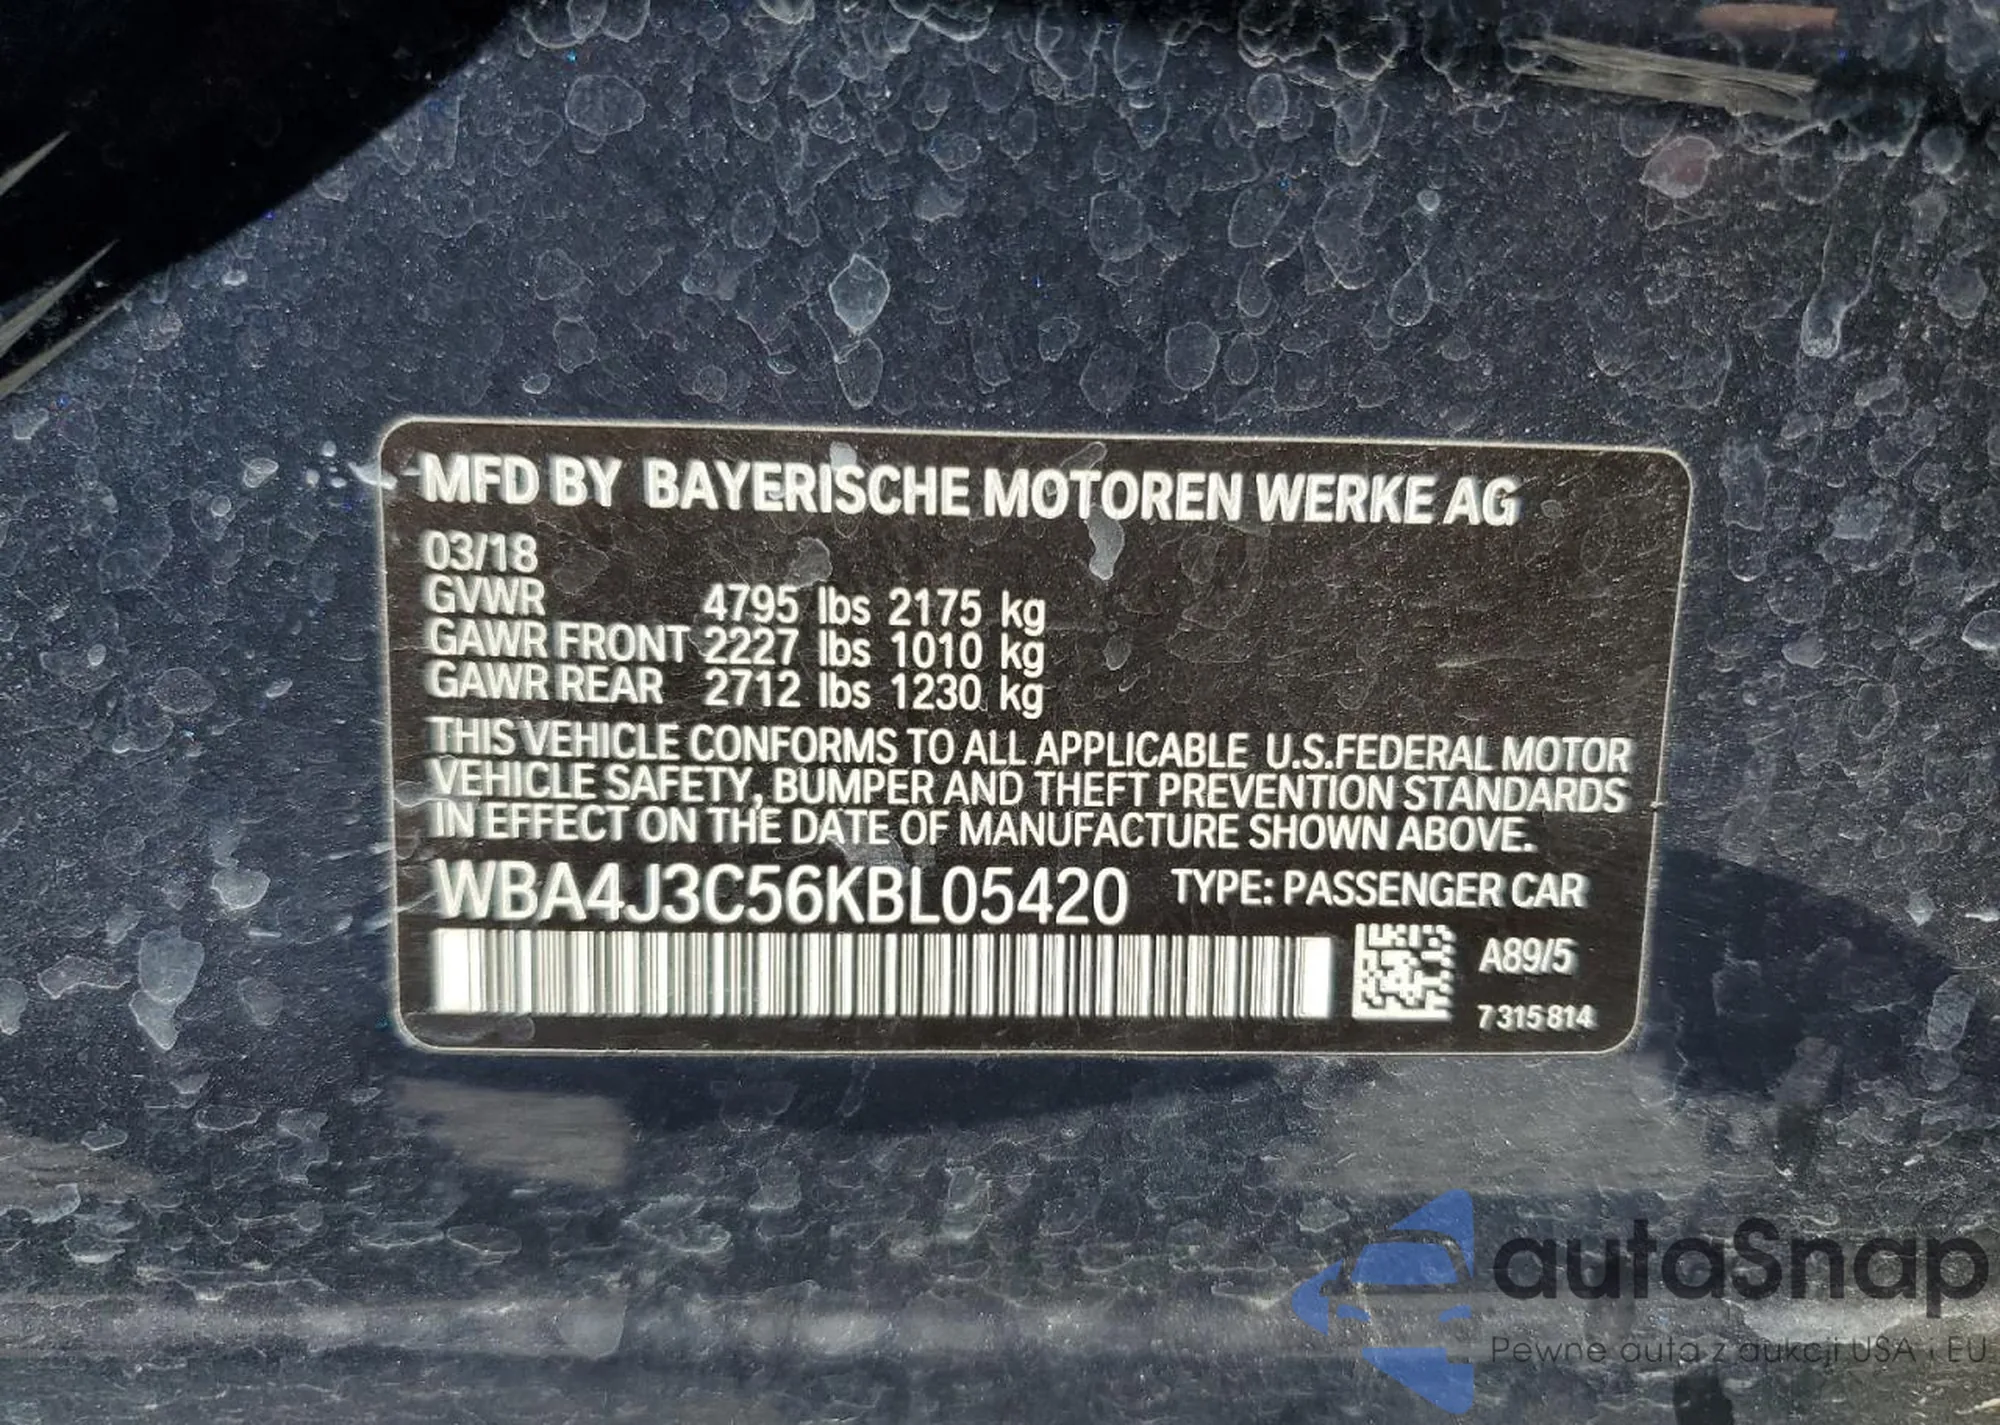 MFD BY BAYERISCHE MOTOREN WERKE AG
03/18
GVWR 4795 lbs 2175 kg
GAWR FRONT 2227 lbs 1010 kg
GAWR REAR 2712 lbs 1230 kg
THIS VEHICLE CONFORMS TO ALL APPLICABLE U.S.FEDERAL MOTOR
VEHICLE SAFETY, BUMPER AND THEFT PREVENTION STANDARDS
IN EFFECT ON THE DATE OF MANUFACTURE SHOWN ABOVE.
WBA4J3C56KBL05420 TYPE: PASSENGER CAR
A89/5
7 315 814
autoSnap
Pewne auta z aukcji USA i EU